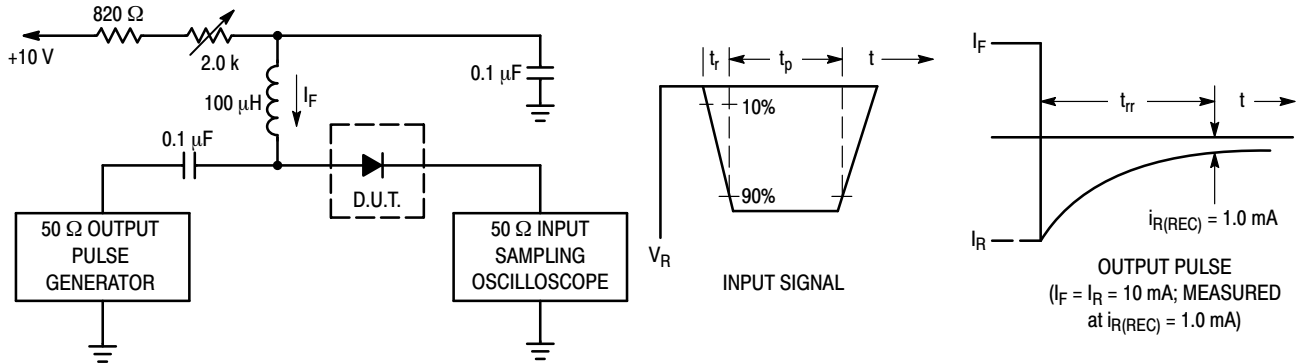 820 Ω
+10 V
2.0 k
100 μH
I_F
0.1 μF
0.1 μF
D.U.T.
50 Ω OUTPUT
PULSE
GENERATOR
50 Ω INPUT
SAMPLING
OSCILLOSCOPE
t_r
t_p
t
10%
90%
V_R
INPUT SIGNAL
I_F
t_rr
t
I_R
i_R(REC) = 1.0 mA
OUTPUT PULSE
(I_F = I_R = 10 mA; MEASURED
at i_R(REC) = 1.0 mA)